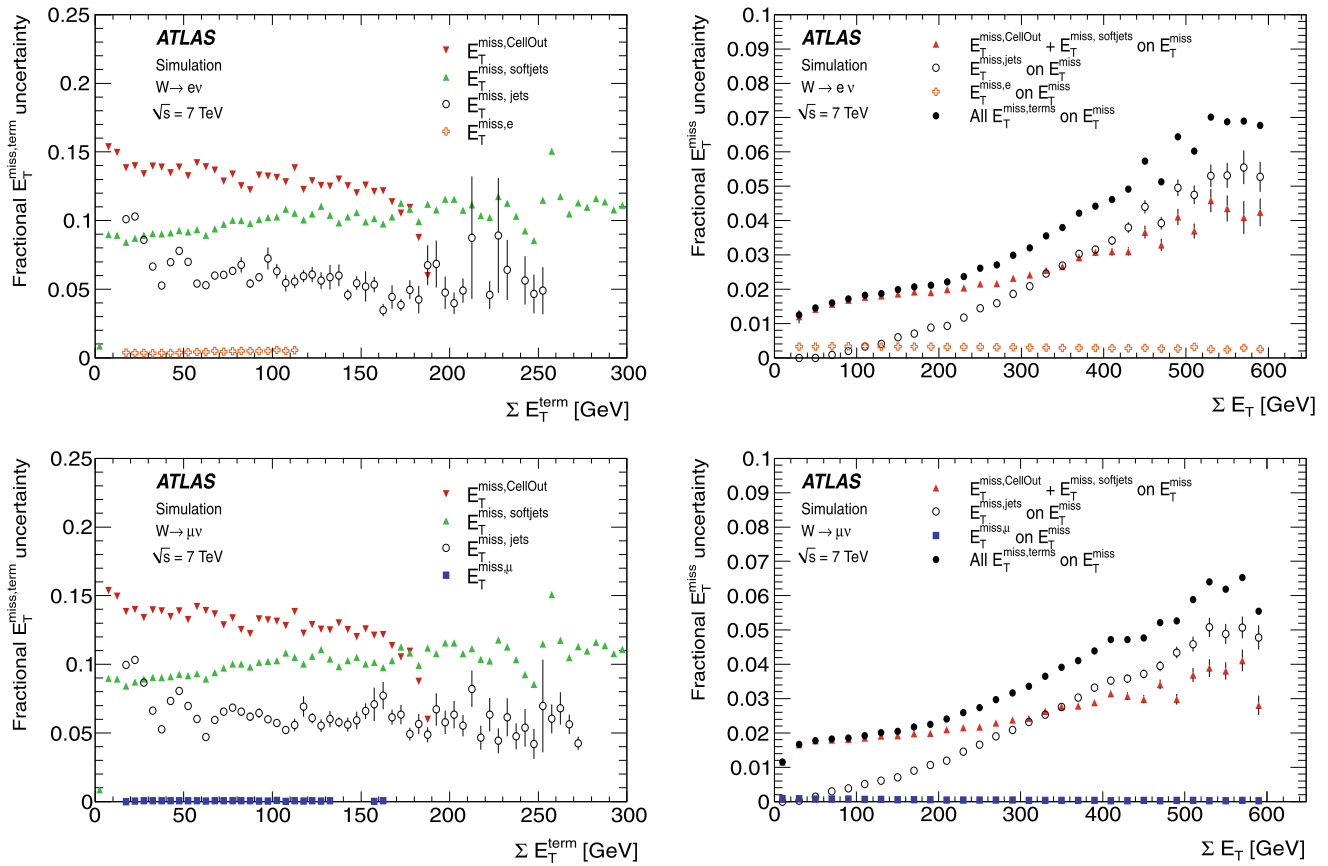 Fractional E_T^miss,term uncertainty
0.25
0.2
0.15
0.1
0.05
0
ATLAS
Simulation
W→ eν
√s = 7 TeV
E_T^miss,CellOut
E_T^miss, softjets
E_T^miss, jets
E_T^miss,e
0 50 100 150 200 250 300
Σ E_T^term [GeV]
Fractional E_T^miss uncertainty
0.1
0.09
0.08
0.07
0.06
0.05
0.04
0.03
0.02
0.01
0
ATLAS
Simulation
W→ e ν
√s = 7 TeV
E_T^miss,CellOut + E_T^miss, softjets on E_T^miss
E_T^miss,jets on E_T^miss
E_T^miss,e on E_T^miss
All E_T^miss,terms on E_T^miss
0 100 200 300 400 500 600
Σ E_T [GeV]
Fractional E_T^miss,term uncertainty
0.25
0.2
0.15
0.1
0.05
0
ATLAS
Simulation
W→ μν
√s = 7 TeV
E_T^miss,CellOut
E_T^miss, softjets
E_T^miss, jets
E_T^miss,μ
0 50 100 150 200 250 300
Σ E_T^term [GeV]
Fractional E_T^miss uncertainty
0.1
0.09
0.08
0.07
0.06
0.05
0.04
0.03
0.02
0.01
0
ATLAS
Simulation
W → μν
√s = 7 TeV
E_T^miss,CellOut + E_T^miss, softjets on E_T^miss
E_T^miss,jets on E_T^miss
E_T^miss,μ on E_T^miss
All E_T^miss,terms on E_T^miss
0 100 200 300 400 500 600
Σ E_T [GeV]